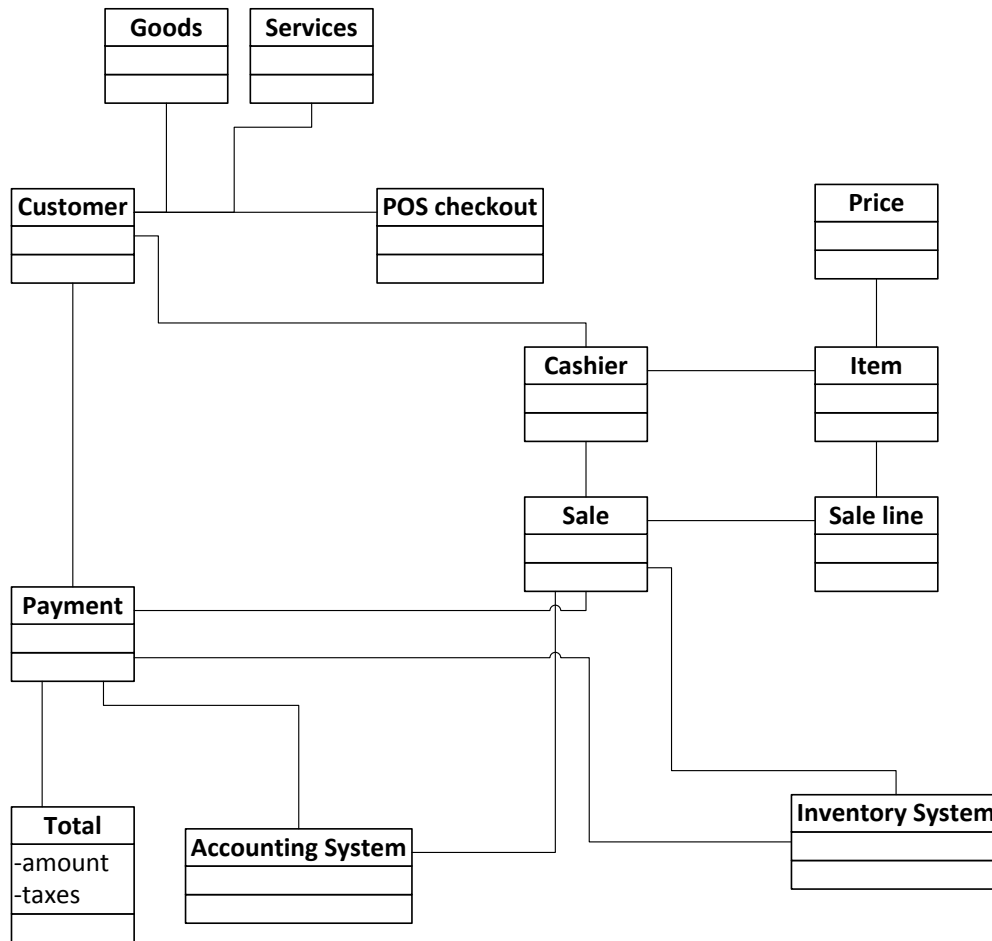 Goods
Services
Customer
POS checkout
Price
Cashier
Item
Sale
Sale line
Payment
Total
-amount
-taxes
Accounting System
Inventory System